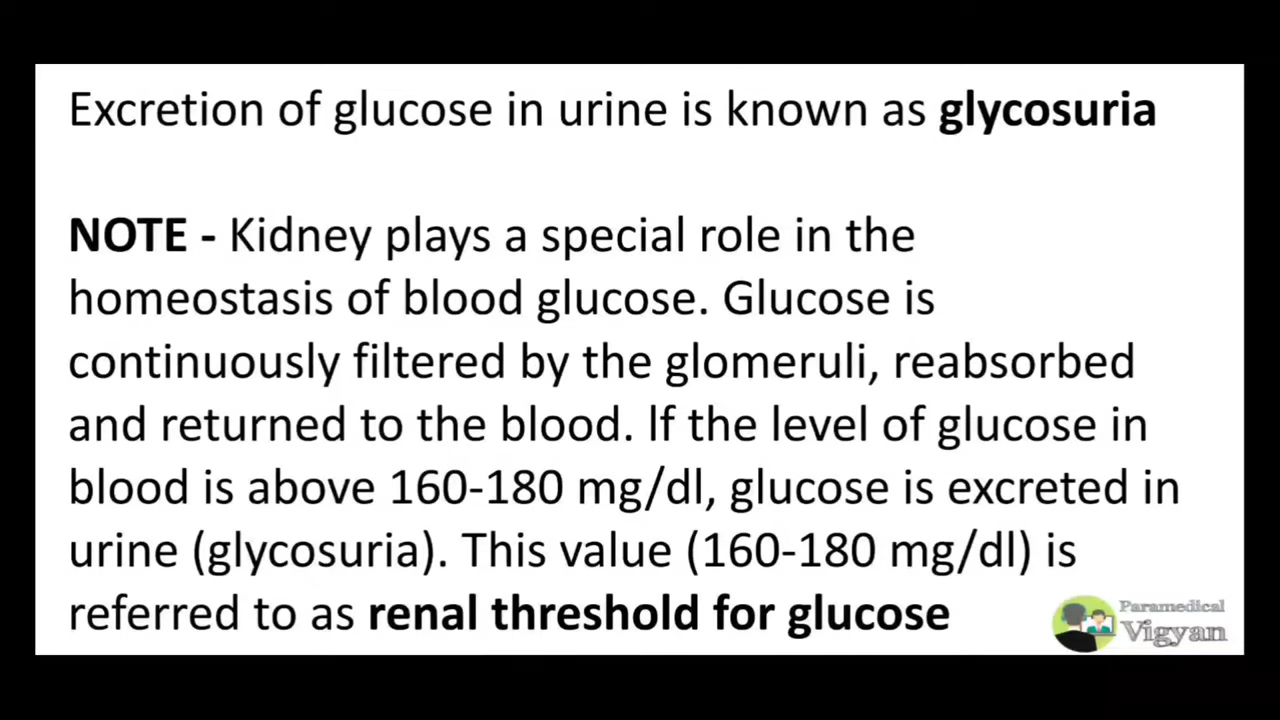 Excretion of glucose in urine is known as glycosuria
NOTE - Kidney plays a special role in the
homeostasis of blood glucose. Glucose is
continuously filtered by the glomeruli, reabsorbed
and returned to the blood. lf the level of glucose in
blood is above 160-180 mg/dl, glucose is excreted in
urine (glycosuria). This value (160-180 mg/dl) is
referred to as renal threshold for glucose
Paramedical
Vigyan